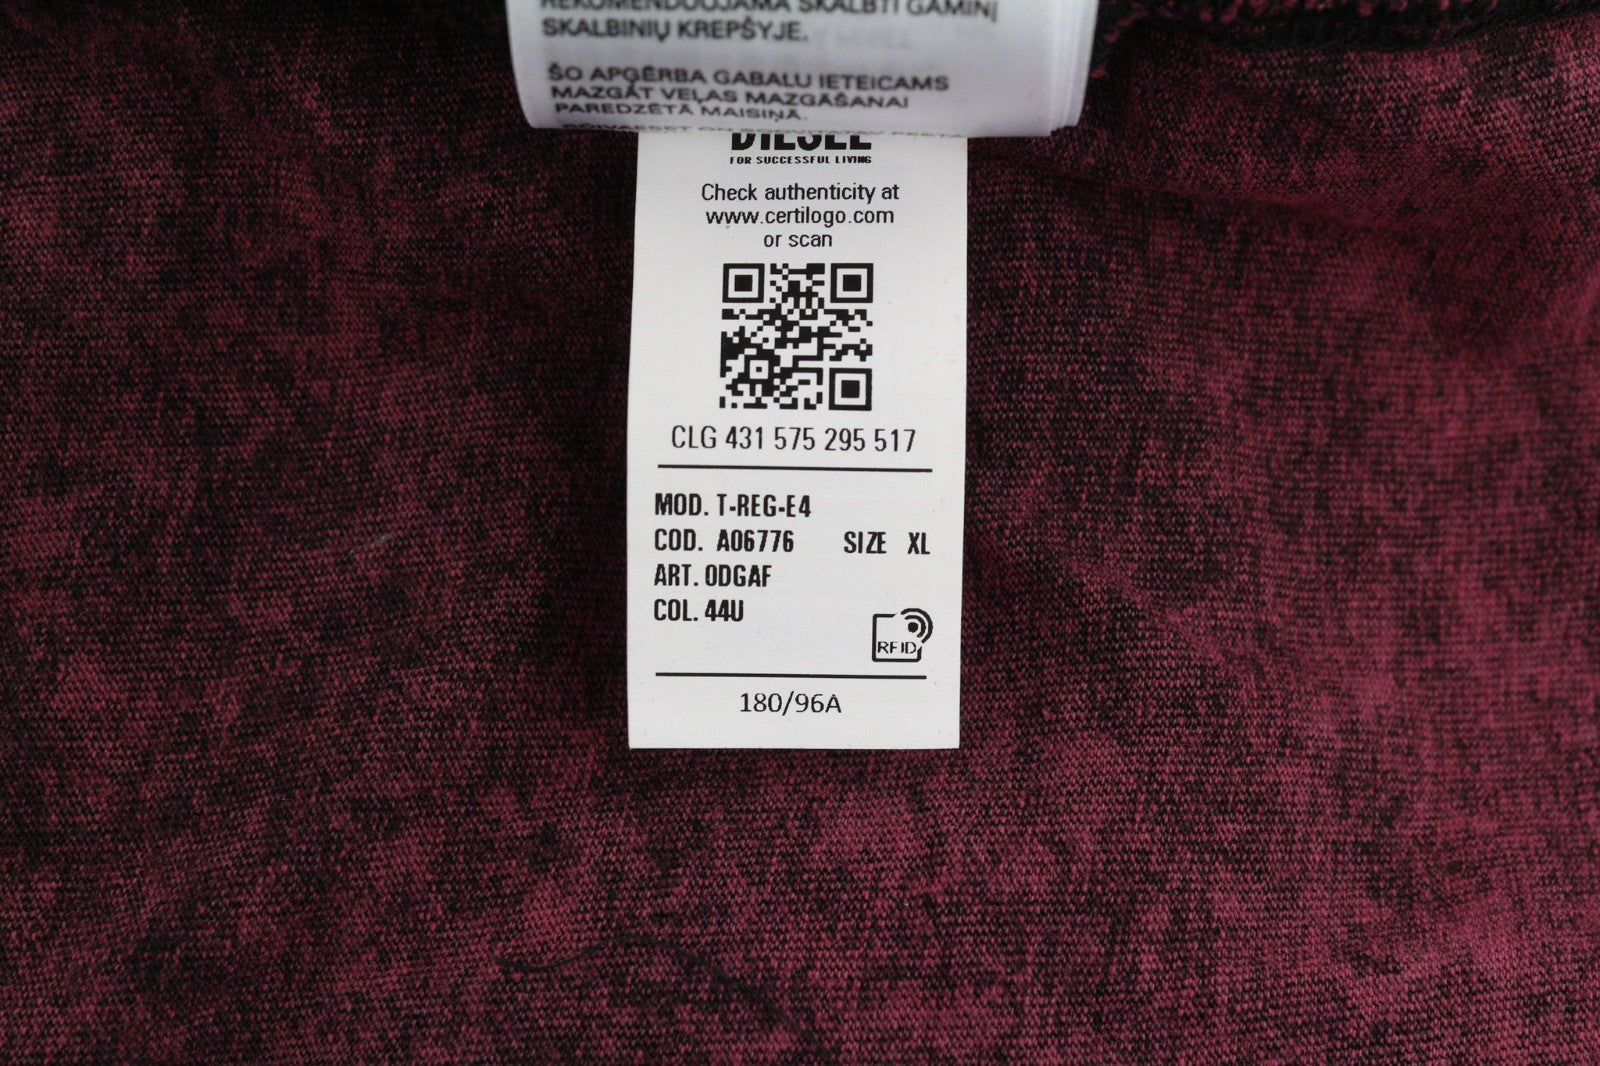 REKOMENDUOJAMA SKALBTI GAMINĮ
SKALBINIŲ KREPŠYJE.
ŠO APĢĒRBA GABALU IETEICAMS
MAZGĀT VEĻAS MAZGĀŠANAI
PAREDZĒTĀ MAISIŅĀ.
DIESEL
FOR SUCCESSFUL LIVING
Check authenticity at
www.certilogo.com
or scan
CLG 431 575 295 517
MOD. T-REG-E4
COD. A06776 SIZE XL
ART. 0DGAF
COL. 44U
RFID
180/96A